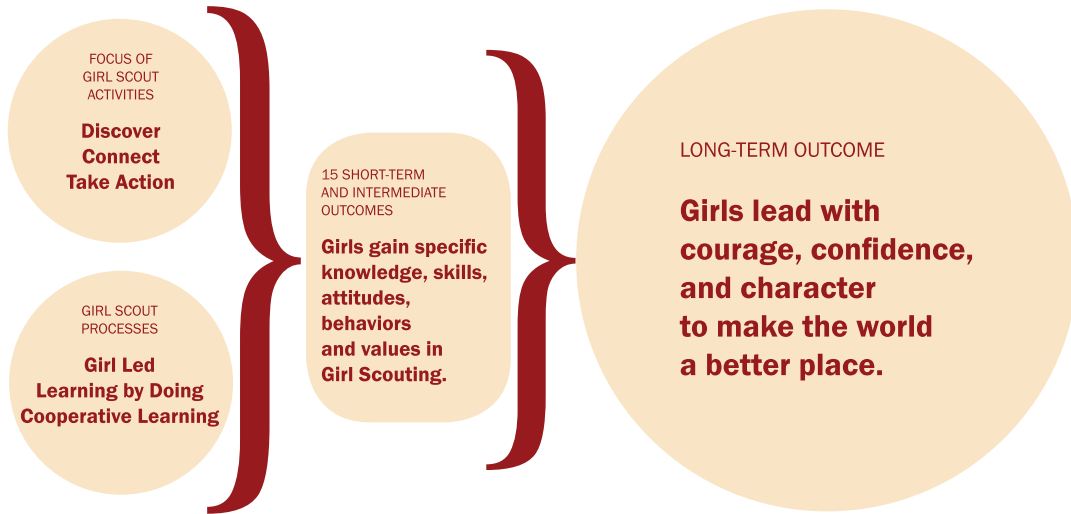 FOCUS OF
GIRL SCOUT
ACTIVITIES
Discover
Connect
Take Action
GIRL SCOUT
PROCESSES
Girl Led
Learning by Doing
Cooperative Learning
15 SHORT-TERM
AND INTERMEDIATE
OUTCOMES
Girls gain specific
knowledge, skills,
attitudes,
behaviors
and values in
Girl Scouting.
LONG-TERM OUTCOME
Girls lead with
courage, confidence,
and character
to make the world
a better place.